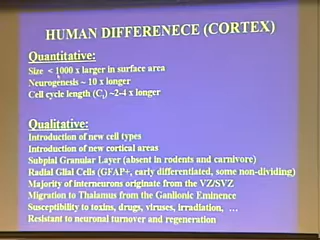 HUMAN DIFFERENECE (CORTEX)
Quantitative:
Size < 1000 x larger in surface area
Neurogenesis ~ 10 x longer
Cell cycle length (Cₜ) ~2-4 x longer
Qualitative:
Introduction of new cell types
Introduction of new cortical areas
Subpial Granular Layer (absent in rodents and carnivore)
Radial Glial Cells (GFAP+, early differentiated, some non-dividing)
Majority of interneurons originate from the VZ/SVZ
Migration to Thalamus from the Ganlionic Eminence
Susceptibility to toxins, drugs, viruses, irradiation, …
Resistant to neuronal turnover and regeneration